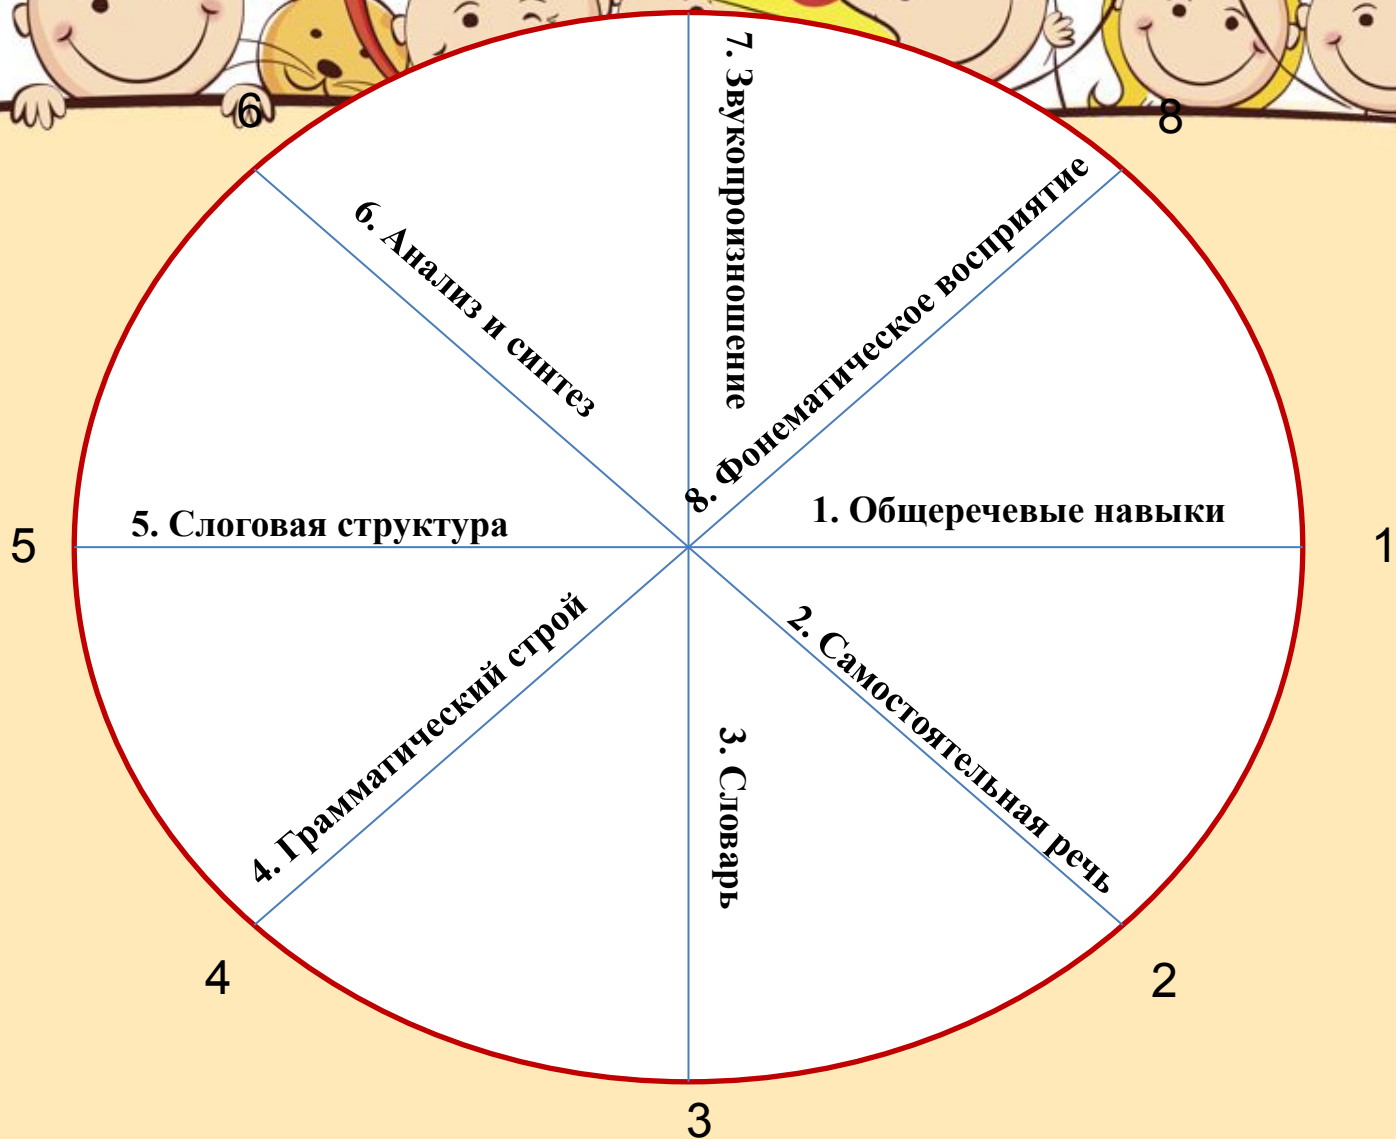 6
8
7. Звукопроизношение
8. Фонематическое восприятие
6. Анализ и синтез
1. Общеречевые навыки
5. Слоговая структура
5
1
2. Самостоятельная речь
4. Грамматический строй
3. Словарь
4
2
3